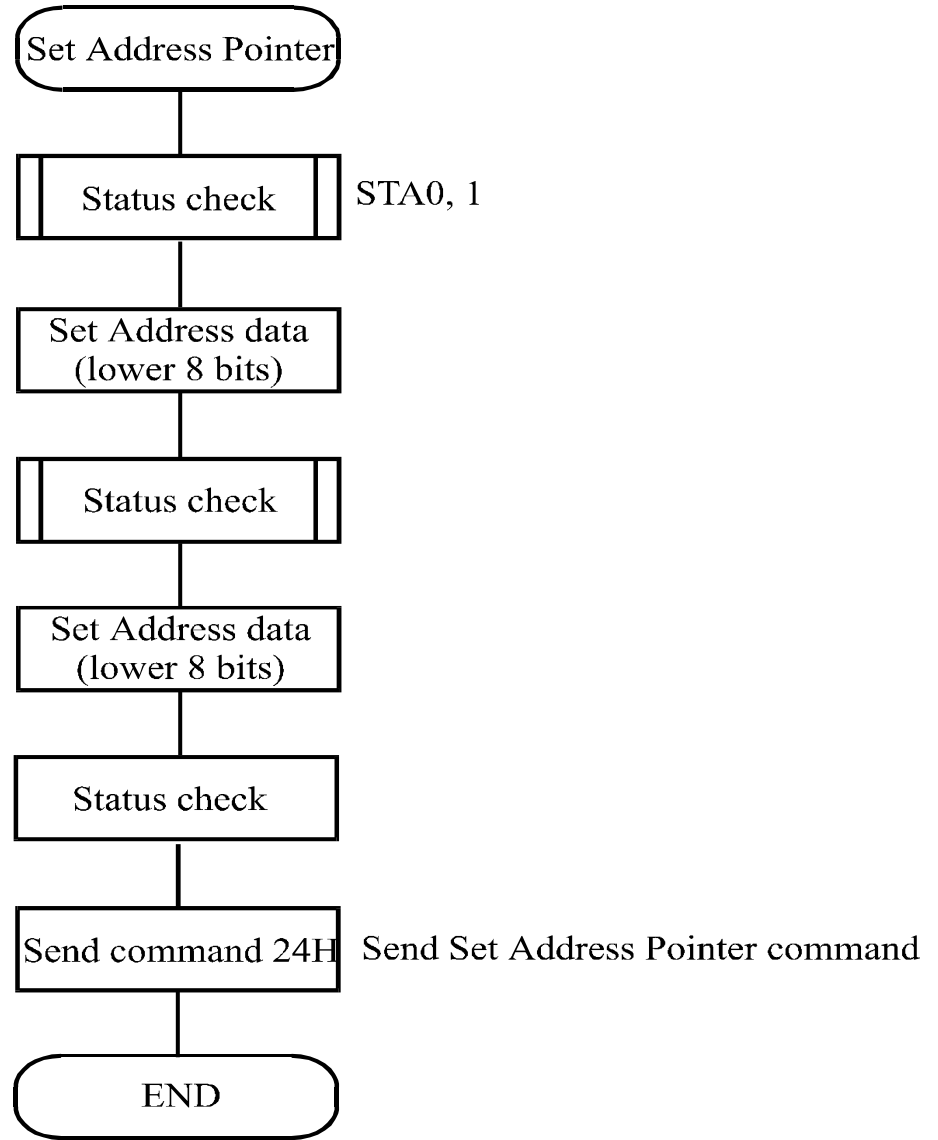 Set Address Pointer
Status check
STA0, 1
Set Address data
(lower 8 bits)
Status check
Set Address data
(lower 8 bits)
Status check
Send command 24H
Send Set Address Pointer command
END